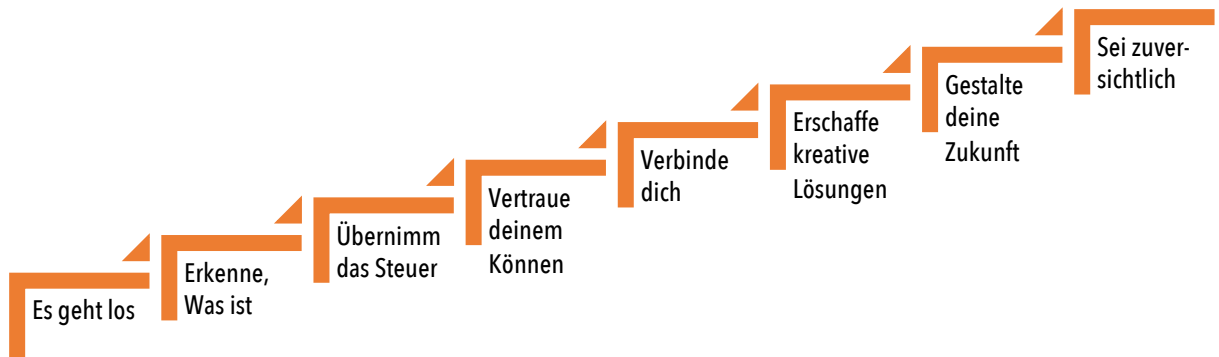 Es geht los
Erkenne,
Was ist
Übernimm
das Steuer
Vertraue
deinem
Können
Verbinde
dich
Erschaffe
kreative
Lösungen
Gestalte
deine
Zukunft
Sei zuver-
sichtlich